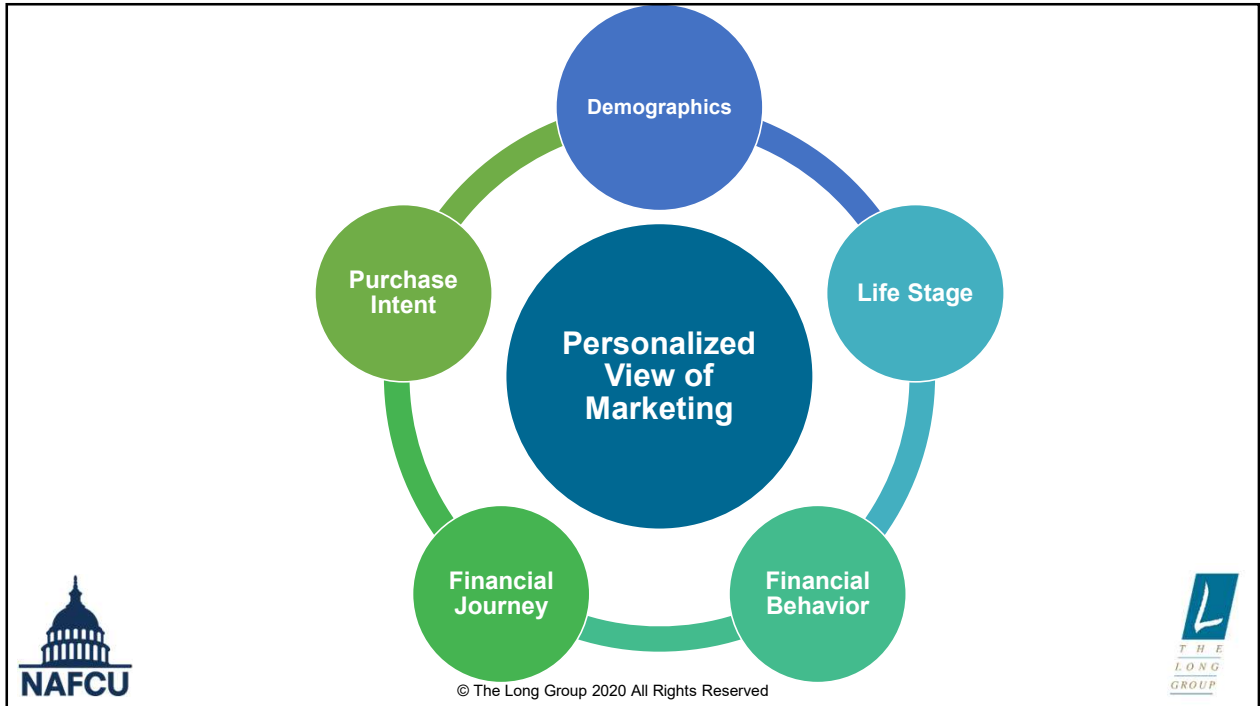 Demographics
Purchase
Intent
Life Stage
Personalized
View of
Marketing
Financial
Journey
Financial
Behavior
NAFCU
L
THE
LONG
GROUP
© The Long Group 2020 All Rights Reserved